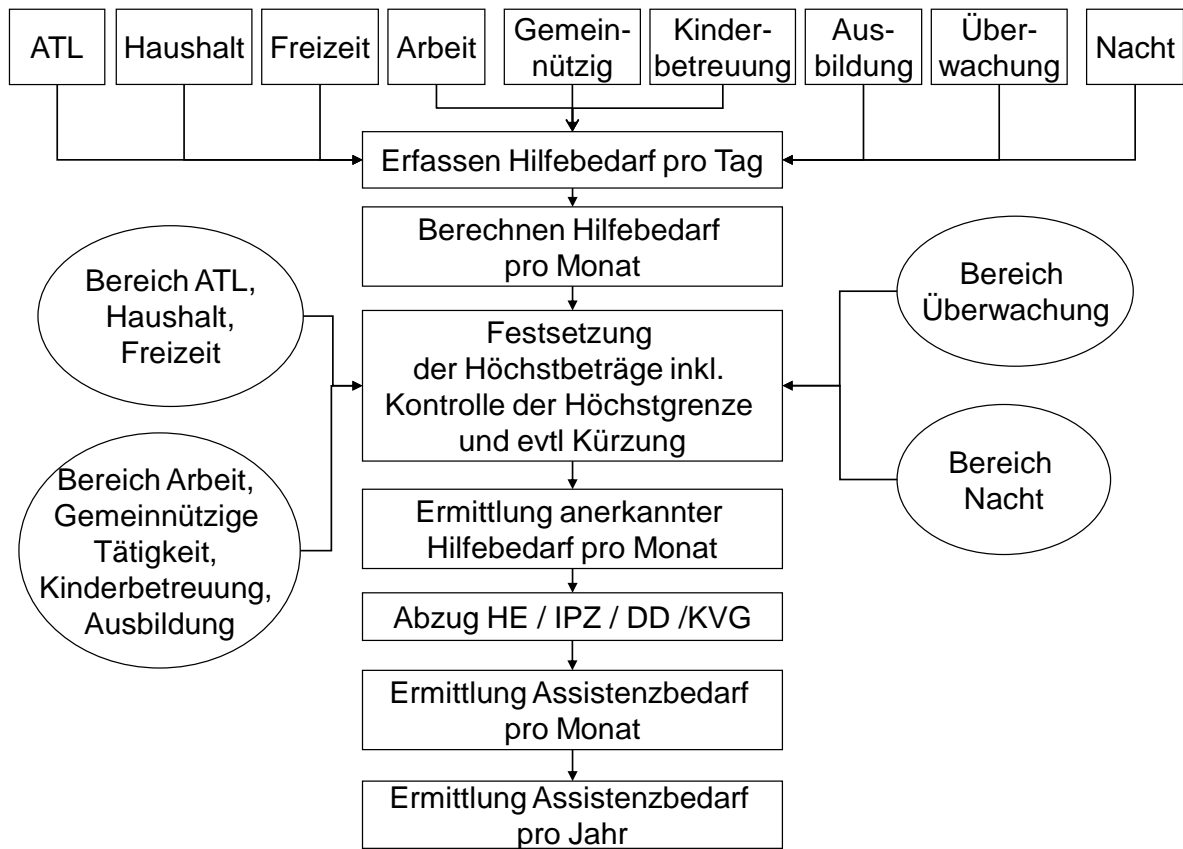 ATL
Haushalt
Freizeit
Arbeit
Gemein-
nützig
Kinder-
betreuung
Aus-
bildung
Über-
wachung
Nacht
Erfassen Hilfebedarf pro Tag
Berechnen Hilfebedarf
pro Monat
Bereich ATL,
Haushalt,
Freizeit
Bereich
Überwachung
Festsetzung
der Höchstbeträge inkl.
Kontrolle der Höchstgrenze
und evtl Kürzung
Bereich Arbeit,
Gemeinnützige
Tätigkeit,
Kinderbetreuung,
Ausbildung
Bereich
Nacht
Ermittlung anerkannter
Hilfebedarf pro Monat
Abzug HE / IPZ / DD /KVG
Ermittlung Assistenzbedarf
pro Monat
Ermittlung Assistenzbedarf
pro Jahr